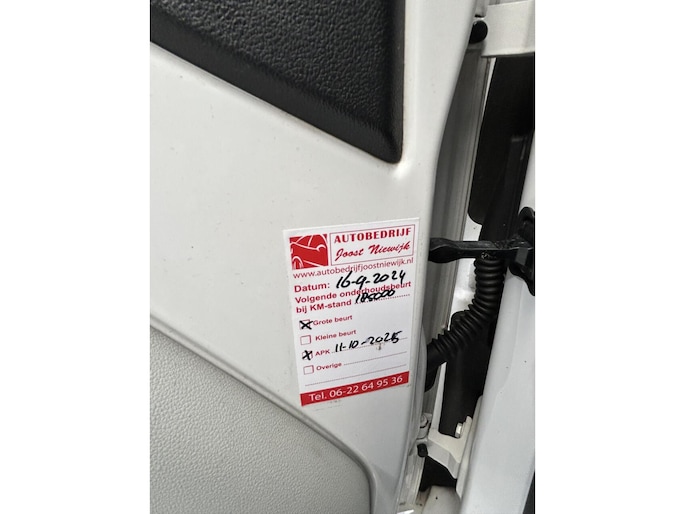 AUTOBEDRIJF
Joost Niewijk
www.autobedrijfjoostniewijk.nl
Datum: 16-9-2024
Volgende onderhoudsbeurt
bij KM-stand 180000
Grote beurt
Kleine beurt
APK 11-10-2025
Overige
Tel. 06-22 64 95 36